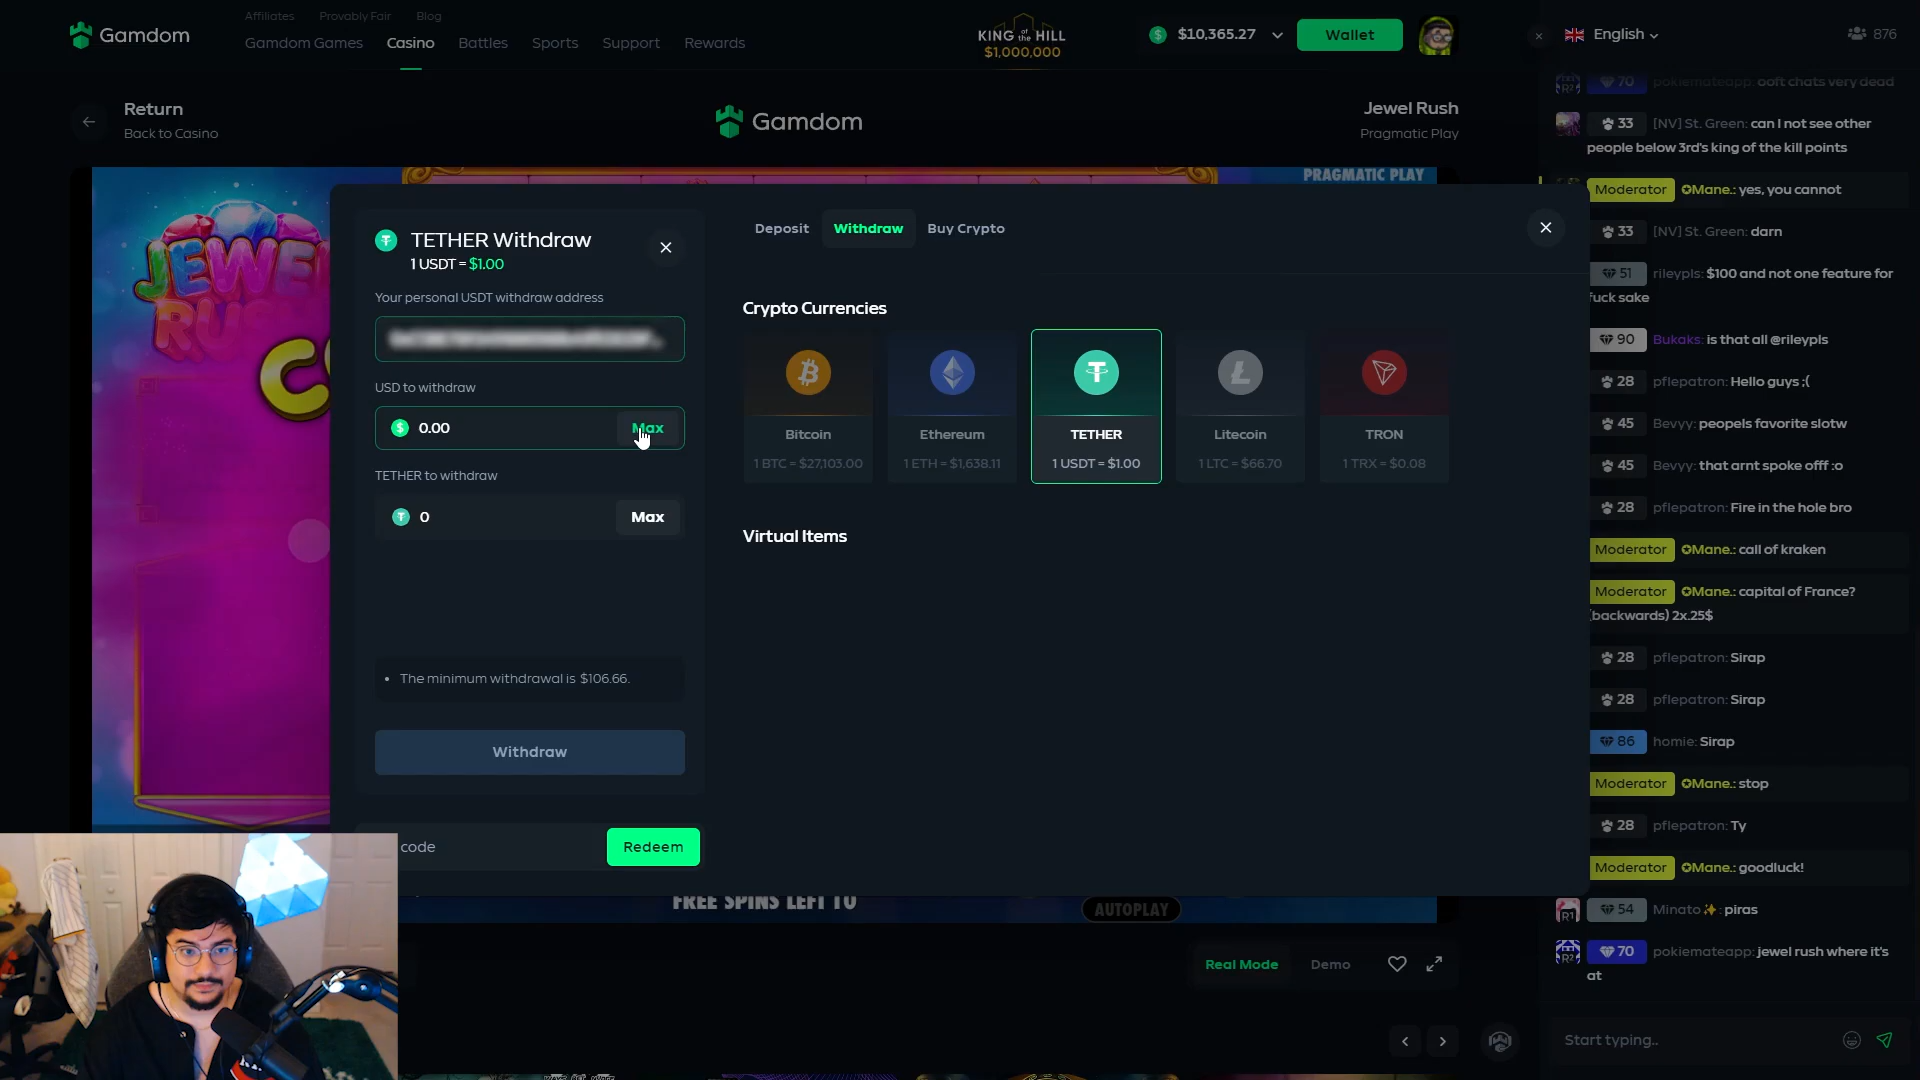 Affiliates Provably Fair Blog
Gamdom
Gamdom Games Casino Battles Sports Support Rewards
KING of the HILL
$1,000,000
$10,365.27
Wallet
English
876
Return
Back to Casino
Gamdom
Jewel Rush
Pragmatic Play
PRAGMATIC PLAY
TETHER Withdraw
1 USDT = $1.00
Your personal USDT withdraw address
USD to withdraw
0.00
Max
TETHER to withdraw
0
Max
The minimum withdrawal is $106.66.
Withdraw
code
Redeem
Deposit Withdraw Buy Crypto
Crypto Currencies
Bitcoin
1 BTC = $27,103.00
Ethereum
1 ETH = $1,638.11
TETHER
1 USDT = $1.00
Litecoin
1 LTC = $66.70
TRON
1 TRX = $0.08
Virtual Items
FREE SPINS LEFT 10
AUTOPLAY
Real Mode Demo
70 pokiemateapp: ooft chats very dead
33 [NV] St. Green: can I not see other
people below 3rd's king of the kill points
Moderator Mane.: yes, you cannot
33 [NV] St. Green: darn
51 rileypls: $100 and not one feature for
fuck sake
90 Bukaks: is that all @rileypls
28 pflepatron: Hello guys ;(
45 Bevyy: peopels favorite slotw
45 Bevyy: that arnt spoke offf :o
28 pflepatron: Fire in the hole bro
Moderator Mane.: call of kraken
Moderator Mane.: capital of France?
(backwards) 2x.25$
28 pflepatron: Sirap
28 pflepatron: Sirap
86 homie: Sirap
Moderator Mane.: stop
28 pflepatron: Ty
Moderator Mane.: goodluck!
54 Minato✨: piras
70 pokiemateapp: jewel rush where it's
at
Start typing..